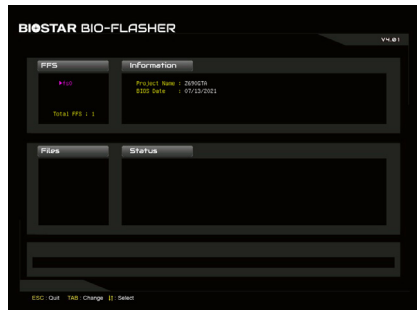 BIOSTAR BIO-FLASHER
V4.01
FFS
Total FFS : 1
Information
Project Name : Z690GTA
BIOS Date : 07/13/2021
Files
Status
ESC : Quit TAB : Change : Select